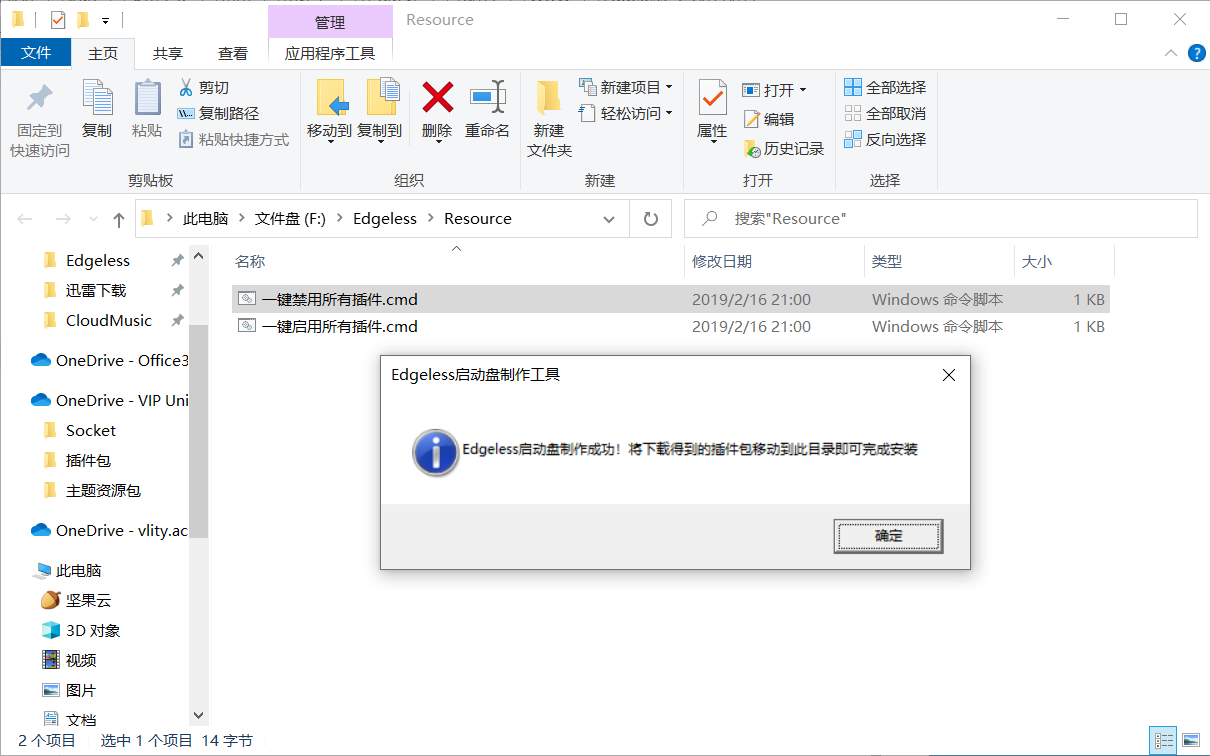 管理
Resource
文件
主页
共享
查看
应用程序工具
固定到
快速访问
复制
粘贴
剪切
复制路径
粘贴快捷方式
剪贴板
移动到
复制到
删除
重命名
组织
新建
文件夹
新建项目
轻松访问
新建
属性
打开
编辑
历史记录
打开
全部选择
全部取消
反向选择
选择
此电脑
文件盘 (F:)
Edgeless
Resource
搜索"Resource"
Edgeless
迅雷下载
CloudMusic
OneDrive - Office3
OneDrive - VIP Uni
Socket
插件包
主题资源包
OneDrive - vlity.ac
此电脑
坚果云
3D 对象
视频
图片
文档
名称
修改日期
类型
大小
一键禁用所有插件.cmd
2019/2/16 21:00
Windows 命令脚本
1 KB
一键启用所有插件.cmd
2019/2/16 21:00
Windows 命令脚本
1 KB
Edgeless启动盘制作工具
Edgeless启动盘制作成功！将下载得到的插件包移动到此目录即可完成安装
确定
2 个项目
选中 1 个项目
14 字节